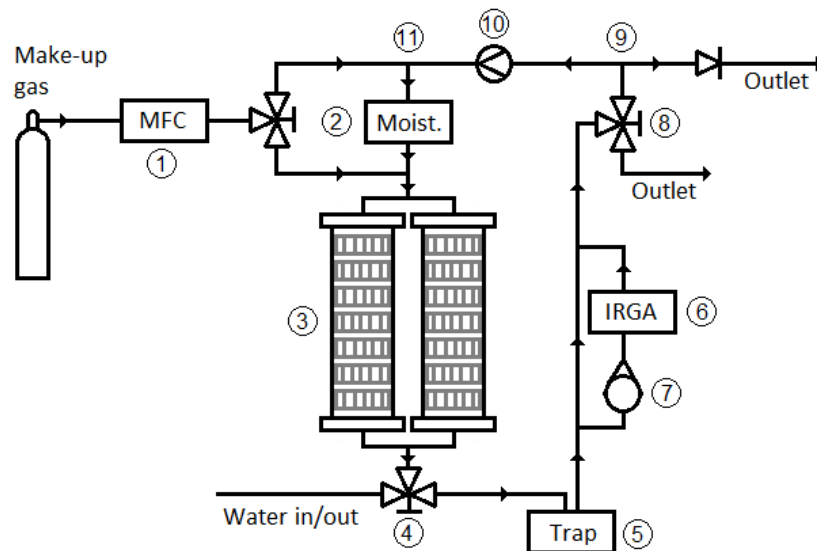 Make-up
gas
MFC
①
②
Moist.
⑪
⑩
⑨
Outlet
⑧
Outlet
③
IRGA
⑥
⑦
Water in/out
④
Trap
⑤